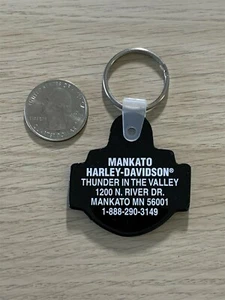 MANKATO
HARLEY-DAVIDSON®
THUNDER IN THE VALLEY
1200 N. RIVER DR.
MANKATO MN 56001
1-888-290-3149